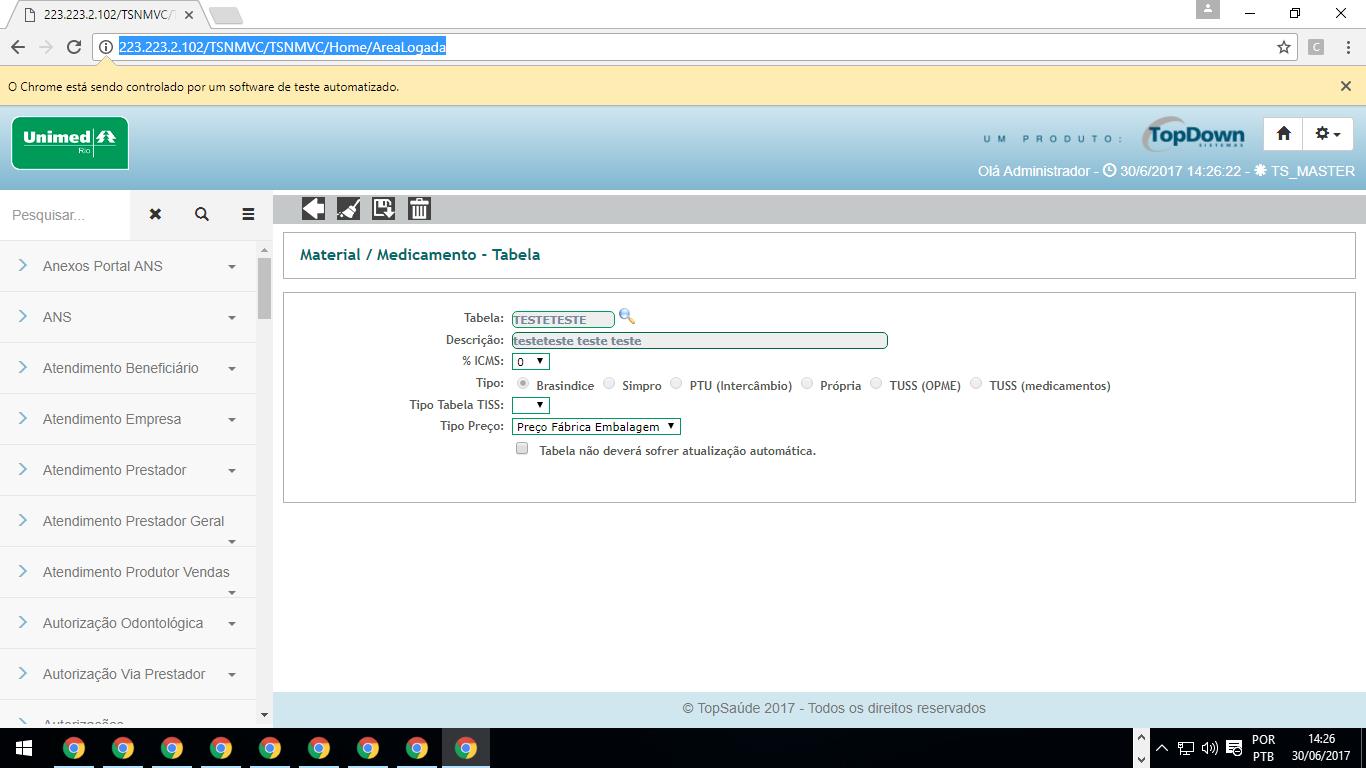 223.223.2.102/TSNMVC/T
223.223.2.102/TSNMVC/TSNMVC/Home/AreaLogada
C
O Chrome está sendo controlado por um software de teste automatizado.
Unimed
Rio
UM PRODUTO:
TopDown
SISTEMAS
Olá Administrador - 30/6/2017 14:26:22 - TS_MASTER
Pesquisar...
Anexos Portal ANS
ANS
Atendimento Beneficiário
Atendimento Empresa
Atendimento Prestador
Atendimento Prestador Geral
Atendimento Produtor Vendas
Autorização Odontológica
Autorização Via Prestador
Autorizações
Material / Medicamento - Tabela
Tabela: TESTETESTE
Descrição: testeteste teste teste
% ICMS: 0
Tipo: Brasindice Simpro PTU (Intercâmbio) Própria TUSS (OPME) TUSS (medicamentos)
Tipo Tabela TISS:
Tipo Preço: Preço Fábrica Embalagem
Tabela não deverá sofrer atualização automática.
© TopSaúde 2017 - Todos os direitos reservados
POR
PTB
14:26
30/06/2017